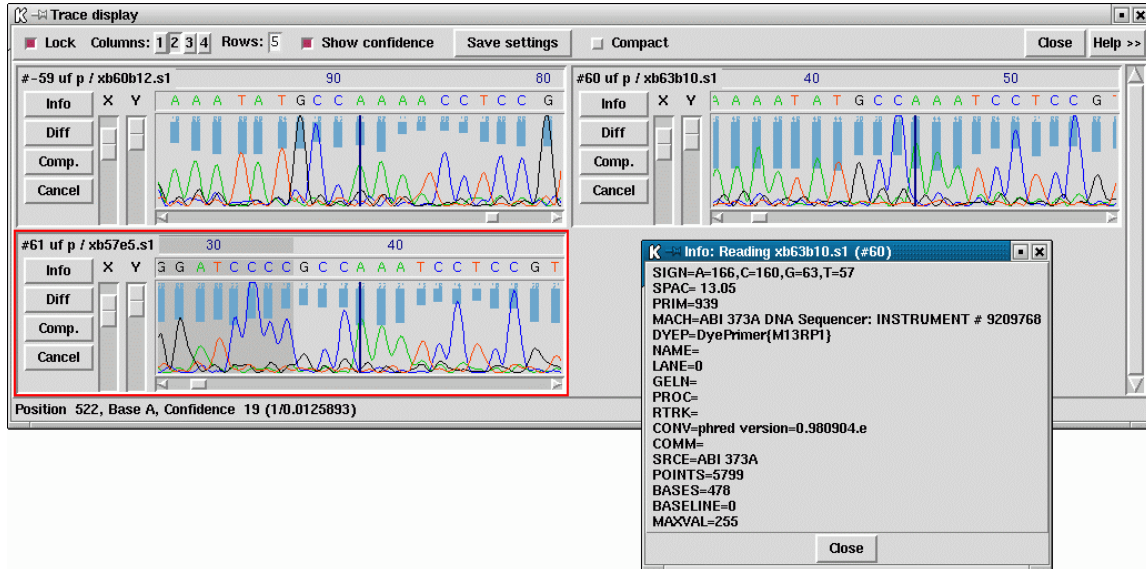 Trace display
Lock Columns: 1 2 3 4 Rows: 5 Show confidence Save settings Compact Close Help >>
#-59 uf p / xb60b12.s1 90 80
Info X Y A A A T A T G C C A A A A C C T C C G
Diff
Comp.
Cancel
#60 uf p / xb63b10.s1 40 50
Info X Y A A A A T A T G C C A A A T C C T C C G T
Diff
Comp.
Cancel
#61 uf p / xb57e5.s1 30 40
Info X Y G G A T C C C C G C C A A A T C C T C C G T
Diff
Comp.
Cancel
Position 522, Base A, Confidence 19 (1/0.0125893)
Info: Reading xb63b10.s1 (#60)
SIGN=A=166,C=160,G=63,T=57
SPAC= 13.05
PRIM=939
MACH=ABI 373A DNA Sequencer: INSTRUMENT # 9209768
DYEP=DyePrimer{M13RP1}
NAME=
LANE=0
GELN=
PROC=
RTRK=
CONV=phred version=0.980904.e
COMM=
SRCE=ABI 373A
POINTS=5799
BASES=478
BASELINE=0
MAXVAL=255
Close